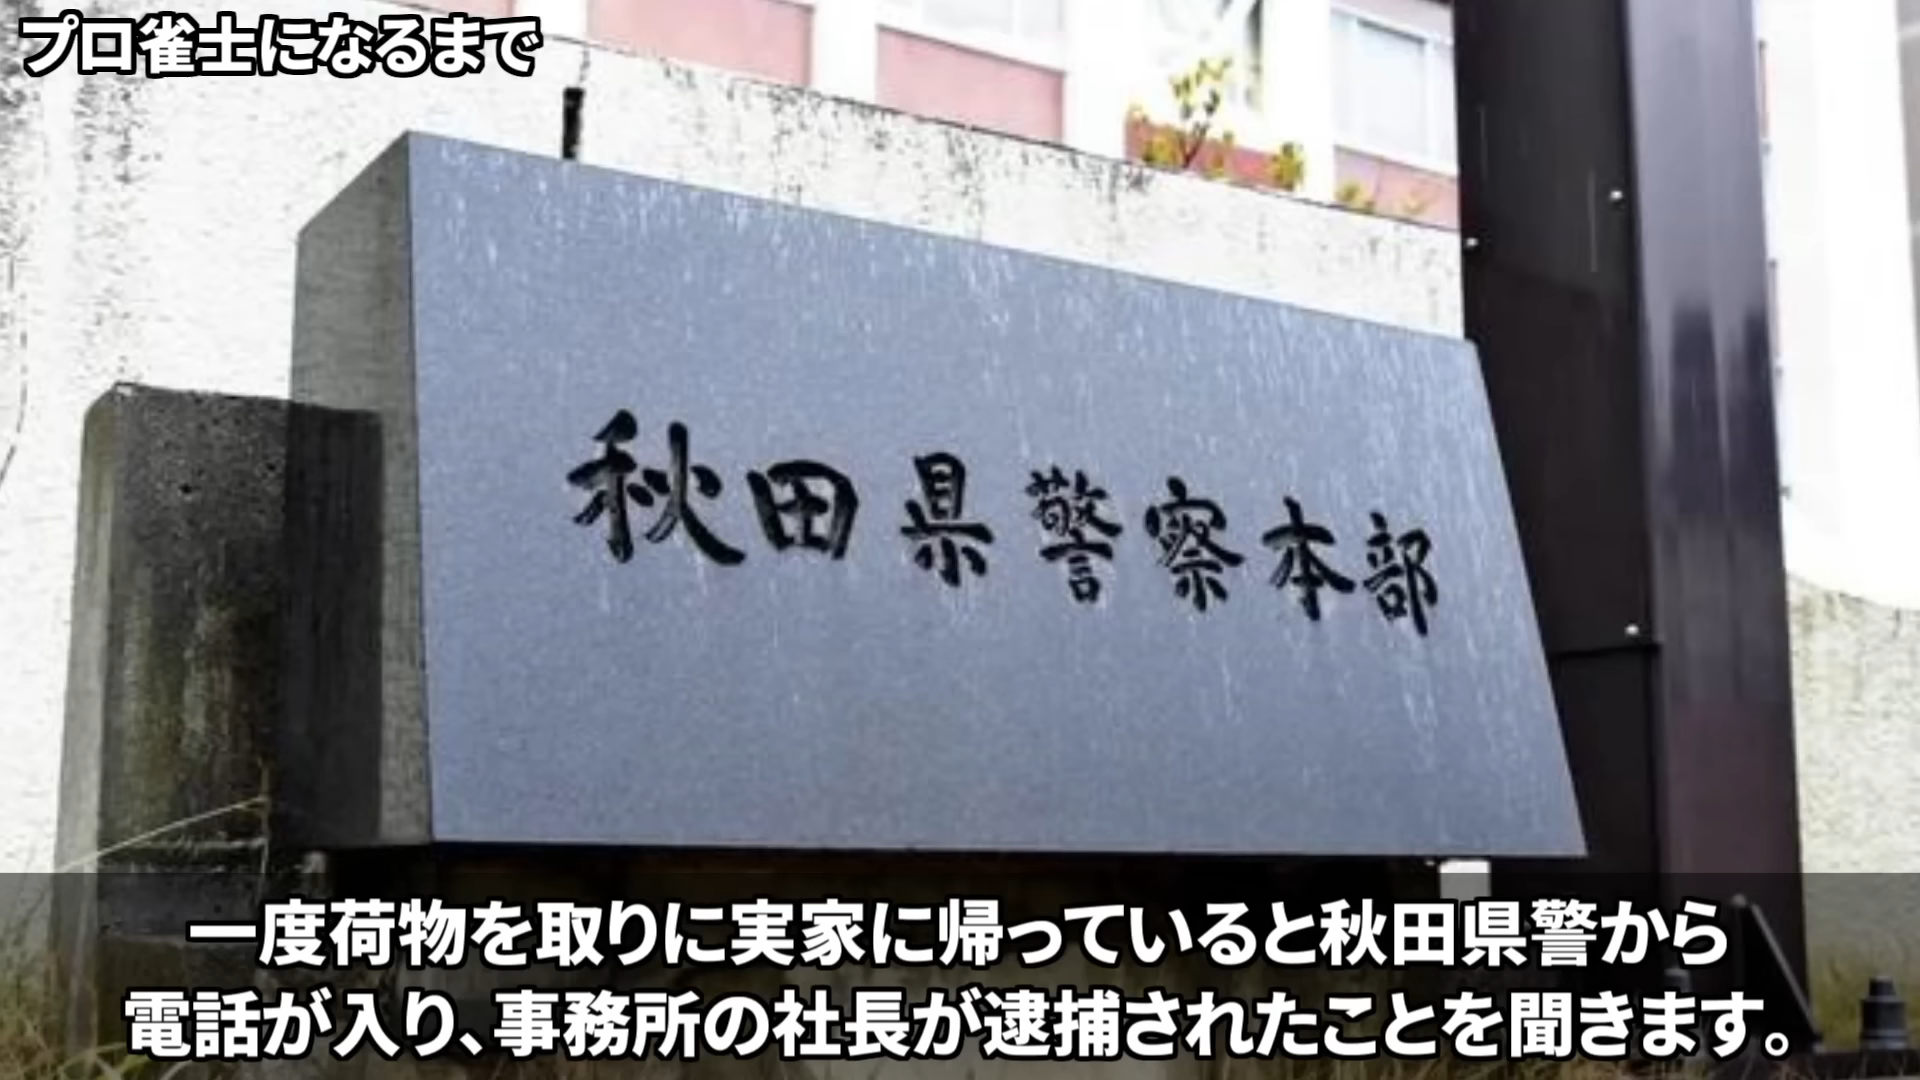 プロ雀士になるまで
秋田県警察本部
一度荷物を取りに実家に帰っていると秋田県警から
電話が入り、事務所の社長が逮捕されたことを聞きます。